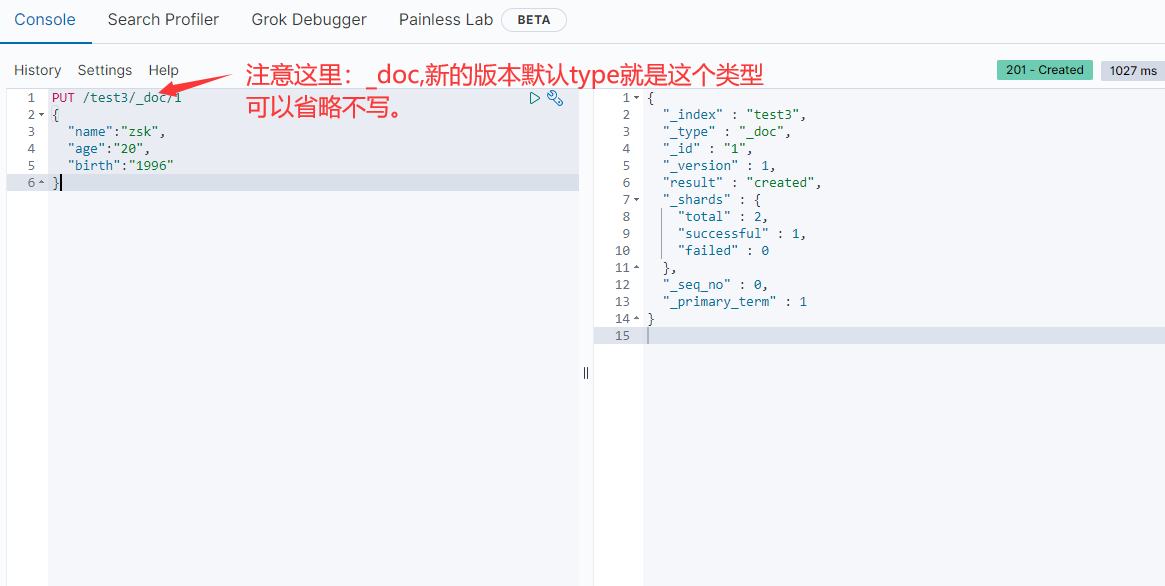 Console Search Profiler Grok Debugger Painless Lab BETA
History Settings Help
注意这里：_doc,新的版本默认type就是这个类型
可以省略不写。
201 - Created 1027 ms
1 PUT /test3/_doc/1
2 {
3 "name":"zsk",
4 "age":"20",
5 "birth":"1996"
6 }
1 {
2 "_index" : "test3",
3 "_type" : "_doc",
4 "_id" : "1",
5 "_version" : 1,
6 "result" : "created",
7 "_shards" : {
8 "total" : 2,
9 "successful" : 1,
10 "failed" : 0
11 },
12 "_seq_no" : 0,
13 "_primary_term" : 1
14 }
15